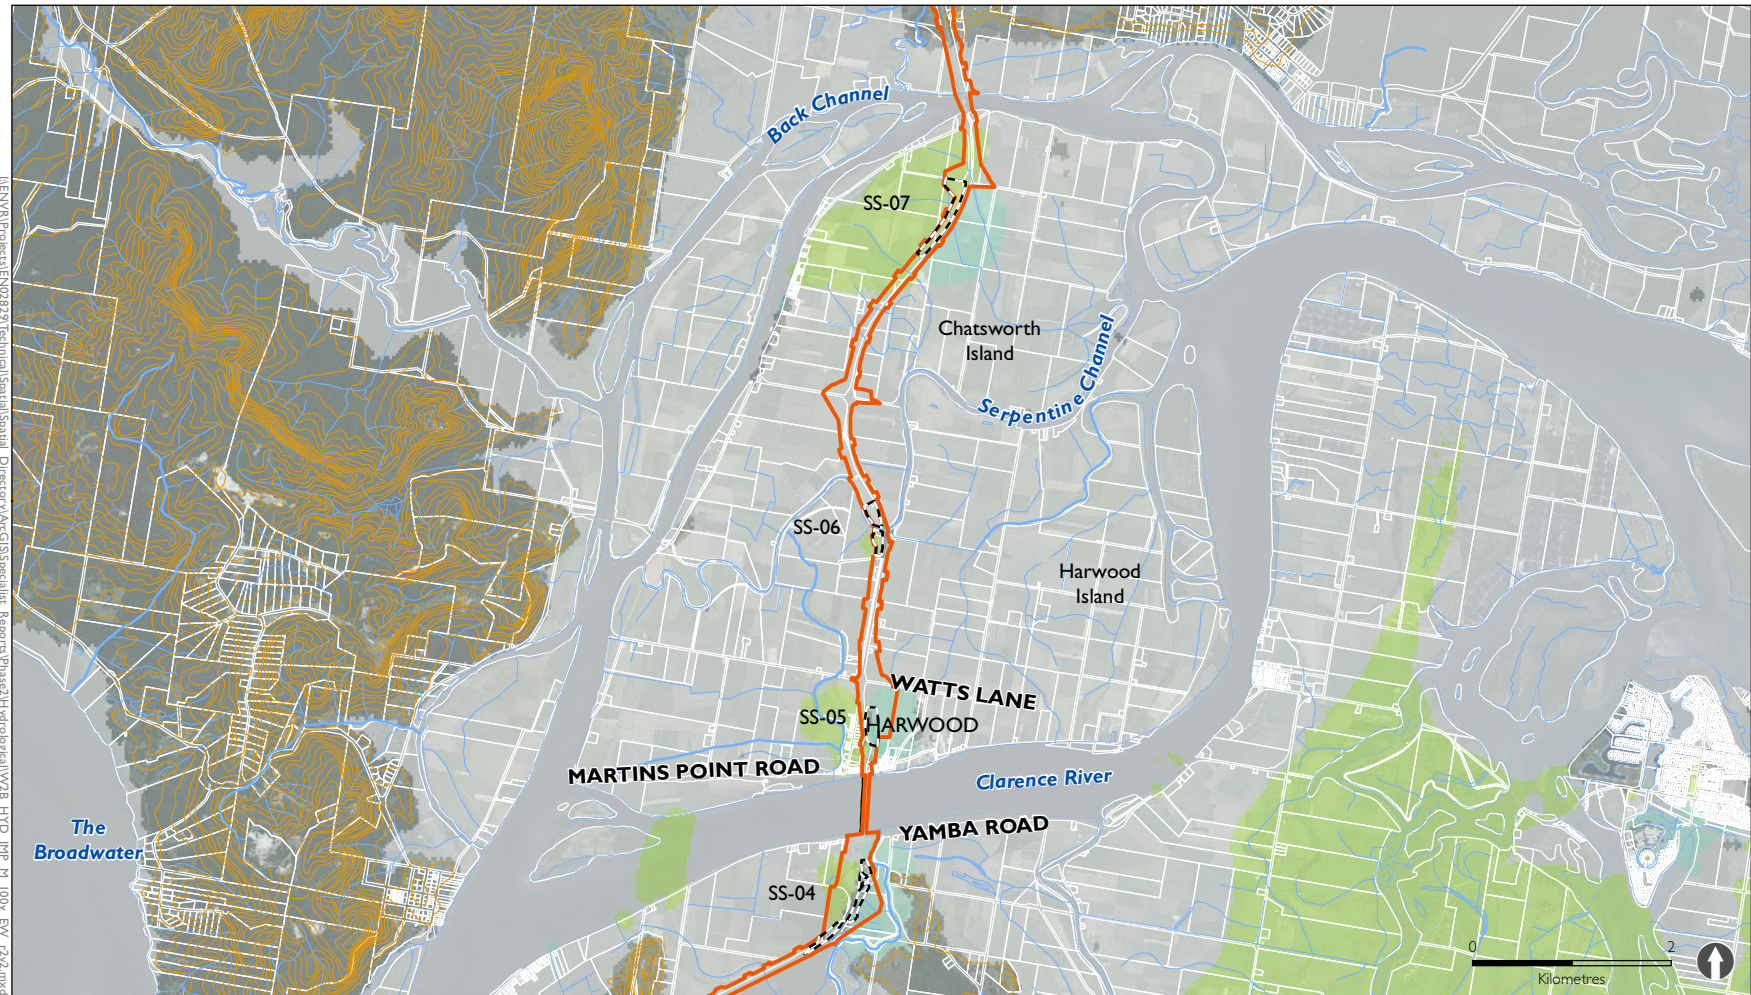 Back Channel
SS-07
Chatsworth
Island
Serpentine Channel
SS-06
Harwood
Island
WATTS LANE
SS-05
HARWOOD
MARTINS POINT ROAD
Clarence River
The
Broadwater
YAMBA ROAD
SS-04
0 2
Kilometres